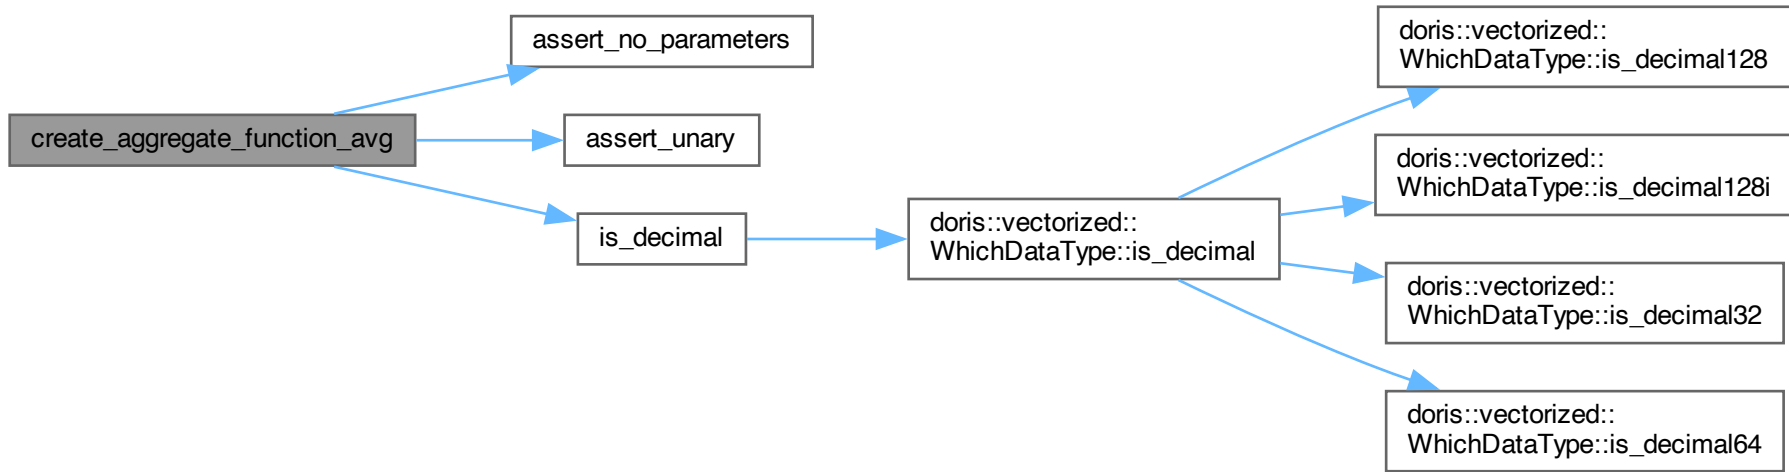 create_aggregate_function_avg
assert_no_parameters
assert_unary
is_decimal
doris::vectorized::
WhichDataType::is_decimal
doris::vectorized::
WhichDataType::is_decimal128
doris::vectorized::
WhichDataType::is_decimal128i
doris::vectorized::
WhichDataType::is_decimal32
doris::vectorized::
WhichDataType::is_decimal64